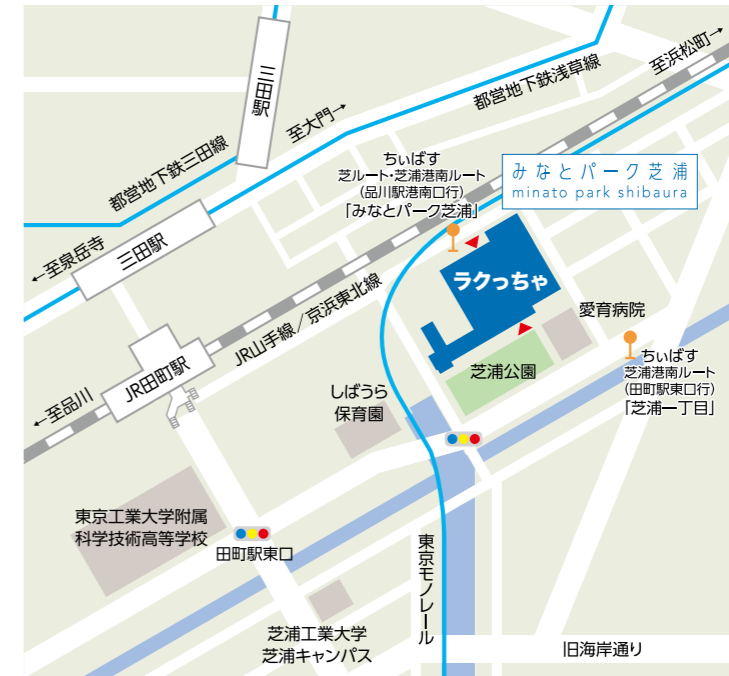 三田駅
都営地下鉄浅草線
至浜松町→
至大門→
都営地下鉄三田線
ちぃばす
芝ルート・芝浦港南ルート
(品川駅港南口行)
「みなとパーク芝浦」
みなとパーク芝浦
minato park shibaura
←至泉岳寺
三田駅
ラクっちゃ
JR山手線／京浜東北線
愛育病院
ちぃばす
芝浦港南ルート
(田町駅東口行)
「芝浦一丁目」
芝浦公園
JR田町駅
←至品川
しばうら
保育園
東京工業大学附属
科学技術高等学校
田町駅東口
東京モノレール
芝浦工業大学
芝浦キャンパス
旧海岸通り